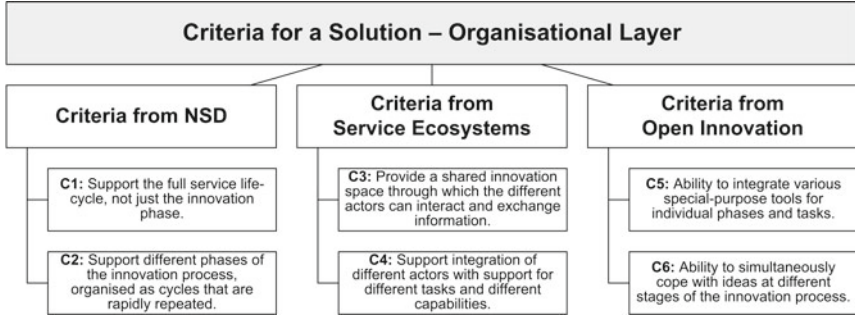 Criteria for a Solution – Organisational Layer
Criteria from NSD
C1: Support the full service life-
cycle, not just the innovation
phase.
C2: Support different phases of
the innovation process,
organised as cycles that are
rapidly repeated.
Criteria from
Service Ecosystems
C3: Provide a shared innovation
space through which the different
actors can interact and exchange
information.
C4: Support integration of
different actors with support for
different tasks and different
capabilities.
Criteria from
Open Innovation
C5: Ability to integrate various
special-purpose tools for
individual phases and tasks.
C6: Ability to simultaneously
cope with ideas at different
stages of the innovation process.